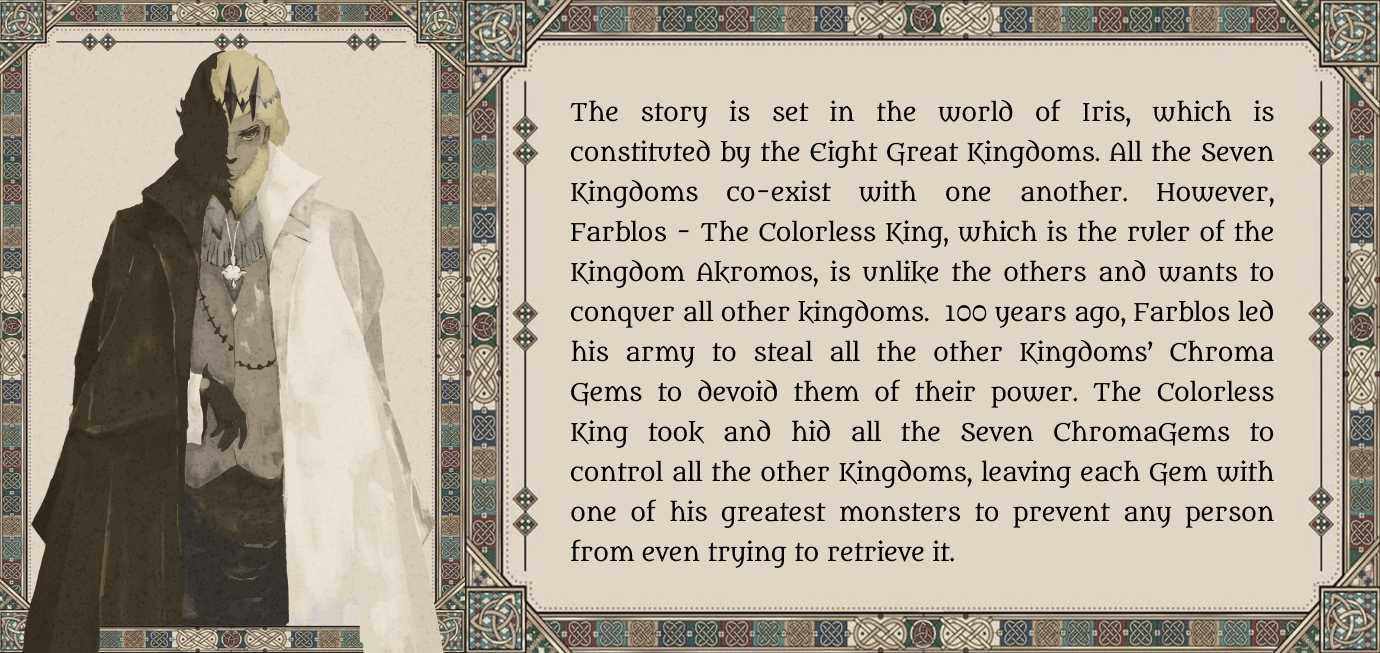 The story is set in the world of Iris, which is
constituted by the Eight Great Kingdoms. All the Seven
Kingdoms co-exist with one another. However,
Farblos - The Colorless King, which is the ruler of the
Kingdom Akromos, is unlike the others and wants to
conquer all other kingdoms. 100 years ago, Farblos led
his army to steal all the other Kingdoms’ Chroma
Gems to devoid them of their power. The Colorless
King took and hid all the Seven ChromaGems to
control all the other Kingdoms, leaving each Gem with
one of his greatest monsters to prevent any person
from even trying to retrieve it.